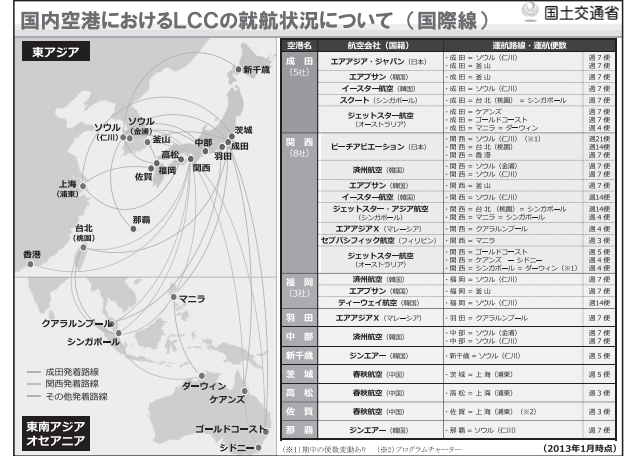 国内空港におけるLCCの就航状況について（国際線）
国土交通省
東アジア
新千歳
ソウル
（仁川）
ソウル
（金浦）
釜山
茨城
成田
羽田
中部
関西
高松
福岡
佐賀
上海
（浦東）
那覇
台北
（桃園）
香港
マニラ
クアラルンプール
シンガポール
成田発着路線
関西発着路線
その他発着路線
ダーウィン
ケアンズ
ゴールドコースト
シドニー
東南アジア
オセアニア
空港名 航空会社（国籍） 運航路線・運航便数
成田
（5社）
エアアジア・ジャパン（日本） ・成田＝ソウル（仁川） 週7便
・成田＝釜山 週7便
エアプサン（韓国） ・成田＝釜山 週7便
イースター航空（韓国） ・成田＝ソウル（仁川） 週7便
スクート（シンガポール） ・成田＝台北（桃園）＝シンガポール 週7便
ジェットスター航空
（オーストラリア）
・成田＝ケアンズ 週7便
・成田＝ゴールドコースト 週7便
・成田＝マニラ＝ダーウィン 週4便
関西
（8社）
ピーチアビエーション（日本） ・関西＝ソウル（仁川）（※1） 週21便
・関西＝台北（桃園） 週14便
・関西＝香港 週7便
済州航空（韓国） ・関西＝ソウル（金浦） 週7便
・関西＝ソウル（仁川） 週7便
エアプサン（韓国） ・関西＝釜山 週7便
イースター航空（韓国） ・関西＝ソウル（仁川） 週14便
ジェットスター・アジア航空
（シンガポール）
・関西＝台北（桃園）＝シンガポール 週14便
・関西＝マニラ＝シンガポール 週4便
エアアジアX（マレーシア） ・関西＝クアラルンプール 週4便
セブパシフィック航空（フィリピン） ・関西＝マニラ 週3便
ジェットスター航空
（オーストラリア）
・関西＝ゴールドコースト 週5便
・関西＝ケアンズ－シドニー 週4便
・関西＝シンガポール＝ダーウィン（※1） 週4便
福岡
（3社）
済州航空（韓国） ・福岡＝ソウル（仁川） 週7便
エアプサン（韓国） ・福岡＝釜山 週7便
ティーウェイ航空（韓国） ・福岡＝ソウル（仁川） 週14便
羽田 エアアジアX（マレーシア） ・羽田＝クアラルンプール 週7便
中部 済州航空（韓国） ・中部＝ソウル（金浦） 週7便
・中部＝ソウル（仁川） 週7便
新千歳 ジンエアー（韓国） ・新千歳＝ソウル（仁川） 週5便
茨城 春秋航空（中国） ・茨城＝上海（浦東） 週5便
高松 春秋航空（中国） ・高松＝上海（浦東） 週3便
佐賀 春秋航空（中国） ・佐賀＝上海（浦東）（※2） 週3便
那覇 ジンエアー（韓国） ・那覇＝ソウル（仁川） 週7便
（※1）期中の便数変動あり （※2）プログラムチャーター
（2013年1月時点）